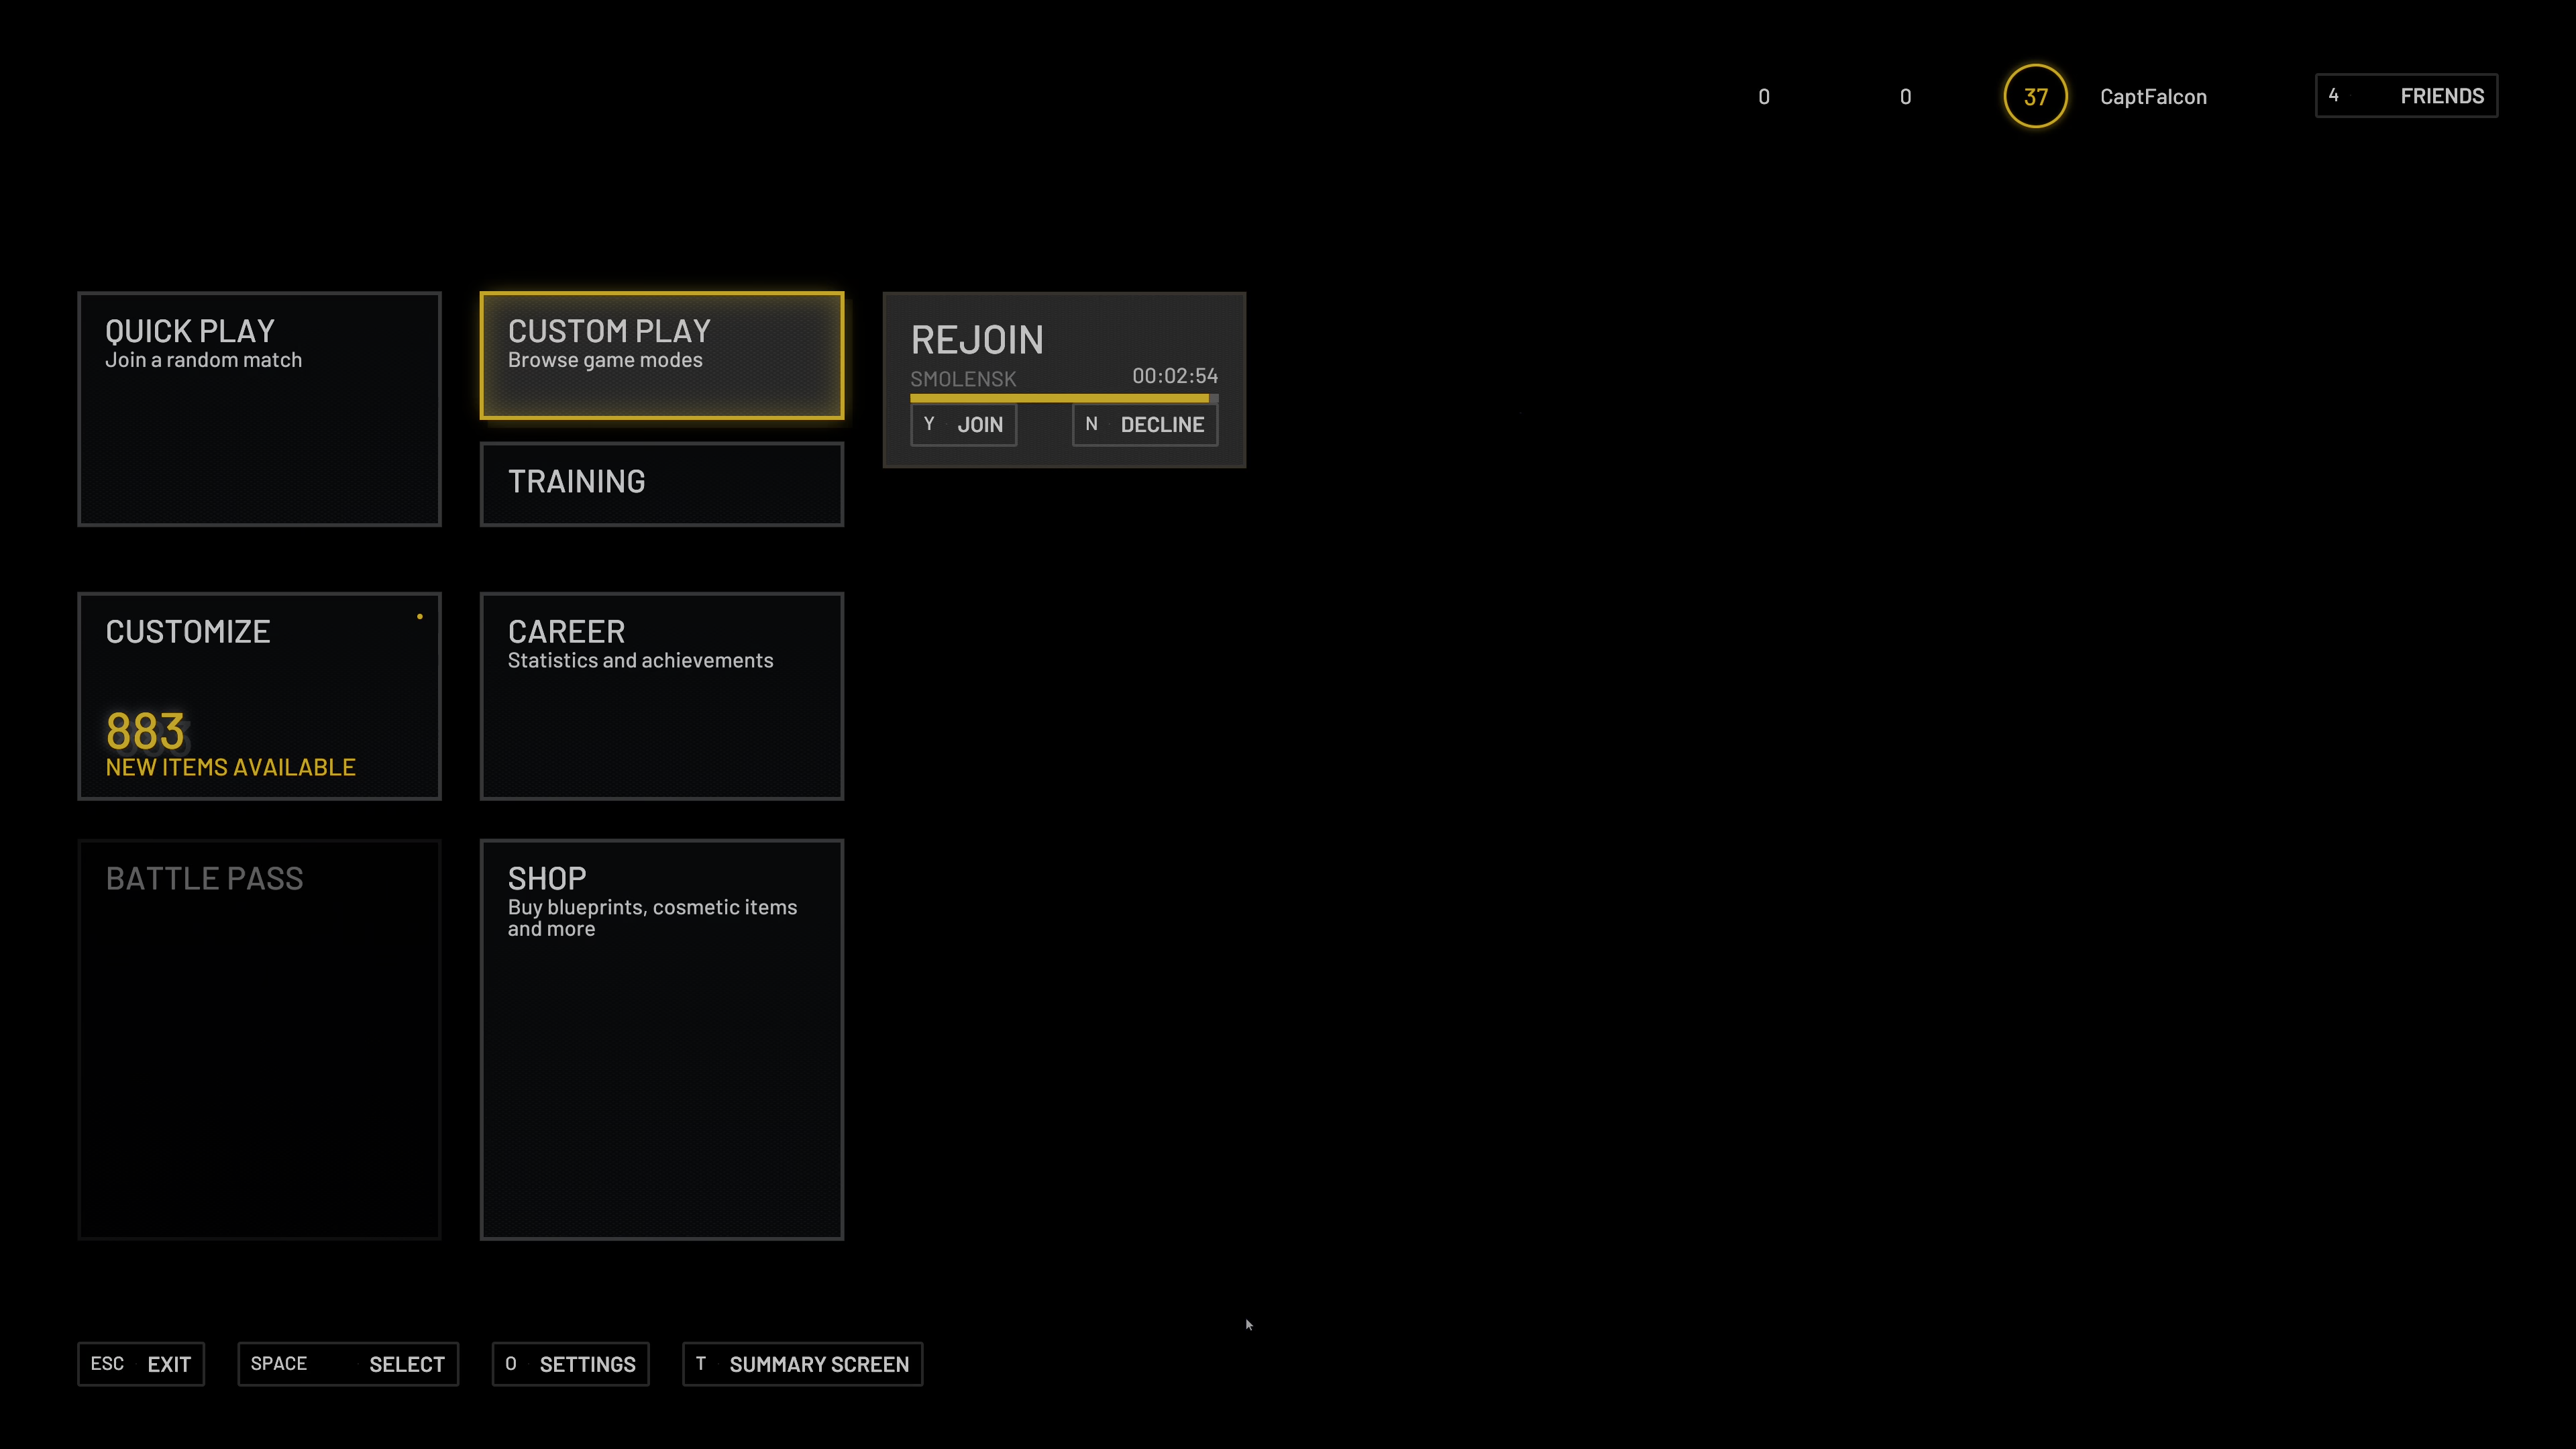 0
0
37
CaptFalcon
4 FRIENDS
QUICK PLAY
Join a random match
CUSTOM PLAY
Browse game modes
REJOIN
SMOLENSK 00:02:54
Y JOIN
N DECLINE
TRAINING
CUSTOMIZE
883
NEW ITEMS AVAILABLE
CAREER
Statistics and achievements
BATTLE PASS
SHOP
Buy blueprints, cosmetic items
and more
ESC EXIT
SPACE SELECT
O SETTINGS
T SUMMARY SCREEN